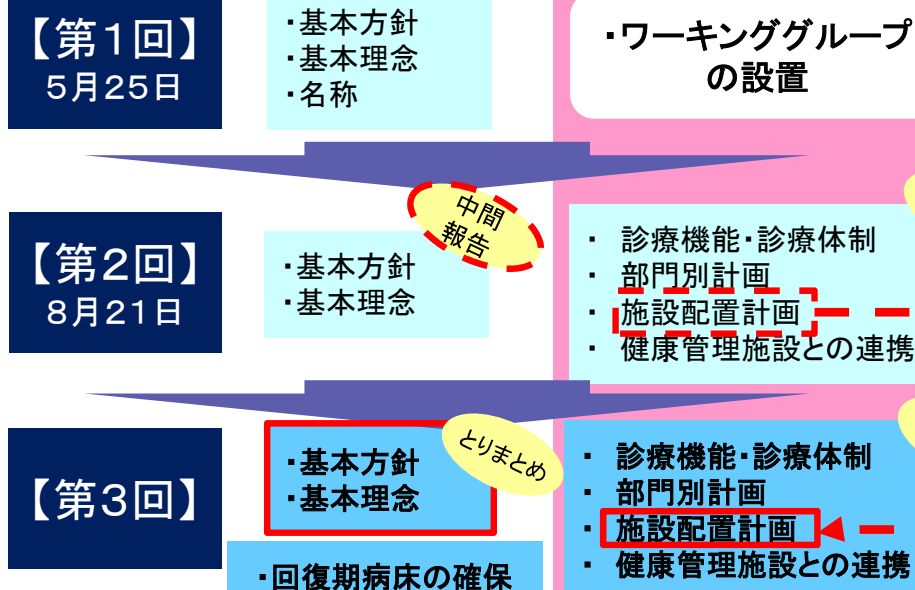 【第1回】
5月25日
・基本方針
・基本理念
・名称
・ワーキンググループ
の設置
中間
報告
【第2回】
8月21日
・基本方針
・基本理念
・ 診療機能・診療体制
・ 部門別計画
・ 施設配置計画
・ 健康管理施設との連携
とりまとめ
【第3回】
・基本方針
・基本理念
・回復期病床の確保
・ 診療機能・診療体制
・ 部門別計画
・ 施設配置計画
・ 健康管理施設との連携